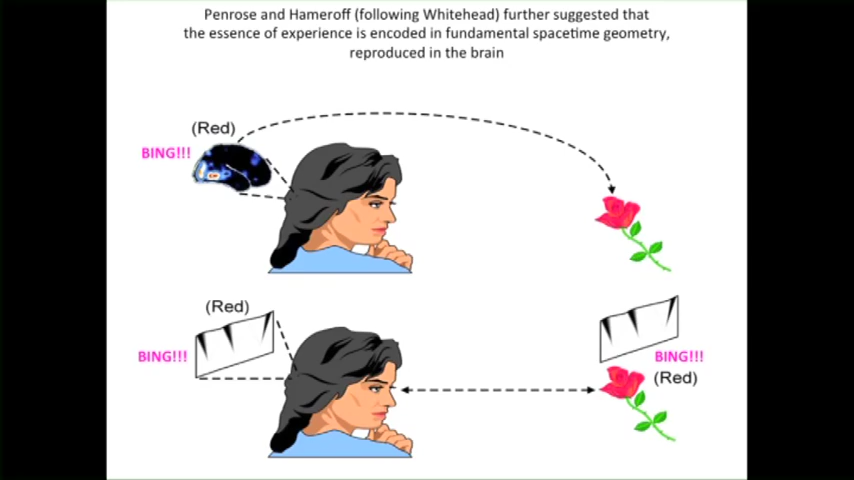 Penrose and Hameroff (following Whitehead) further suggested that
the essence of experience is encoded in fundamental spacetime geometry,
reproduced in the brain
(Red)
BING!!!
(Red)
BING!!!
BING!!!
(Red)